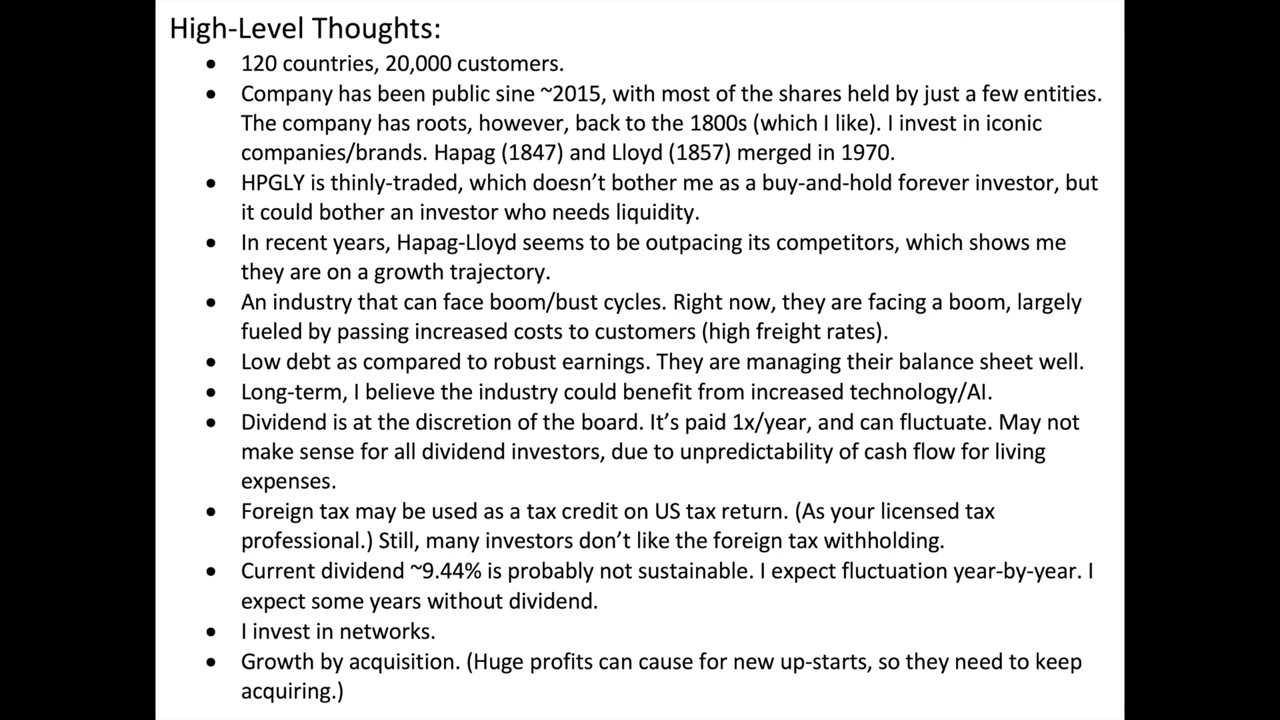 High-Level Thoughts:
• 120 countries, 20,000 customers.
• Company has been public sine ~2015, with most of the shares held by just a few entities.
The company has roots, however, back to the 1800s (which I like). I invest in iconic
companies/brands. Hapag (1847) and Lloyd (1857) merged in 1970.
• HPGLY is thinly-traded, which doesn't bother me as a buy-and-hold forever investor, but
it could bother an investor who needs liquidity.
• In recent years, Hapag-Lloyd seems to be outpacing its competitors, which shows me
they are on a growth trajectory.
• An industry that can face boom/bust cycles. Right now, they are facing a boom, largely
fueled by passing increased costs to customers (high freight rates).
• Low debt as compared to robust earnings. They are managing their balance sheet well.
• Long-term, I believe the industry could benefit from increased technology/AI.
• Dividend is at the discretion of the board. It's paid 1x/year, and can fluctuate. May not
make sense for all dividend investors, due to unpredictability of cash flow for living
expenses.
• Foreign tax may be used as a tax credit on US tax return. (As your licensed tax
professional.) Still, many investors don't like the foreign tax withholding.
• Current dividend ~9.44% is probably not sustainable. I expect fluctuation year-by-year. I
expect some years without dividend.
• I invest in networks.
• Growth by acquisition. (Huge profits can cause for new up-starts, so they need to keep
acquiring.)